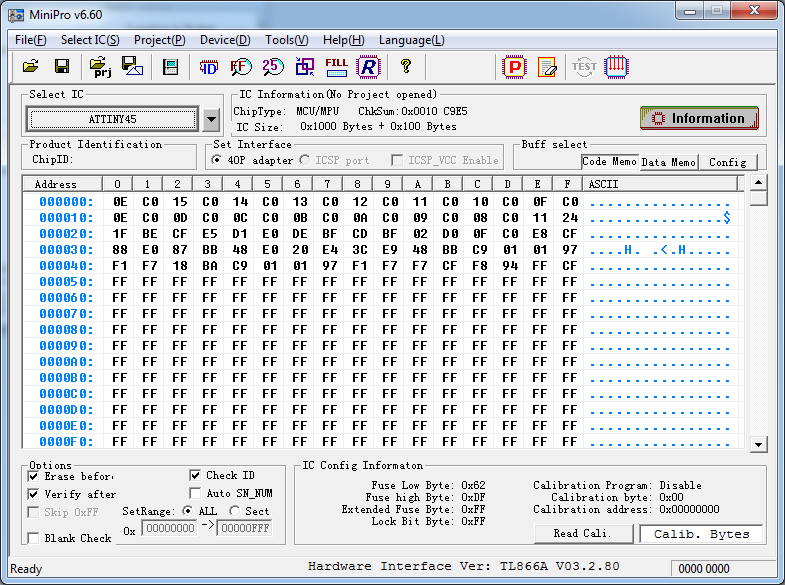 MiniPro v6.60
File(F) Select IC(S) Project(P) Device(D) Tools(V) Help(H) Language(L)
prj ID FF 25 FILL R ? P TEST
Select IC
ATTINY45
IC Information(No Project opened)
ChipType: MCU/MPU ChkSum:0x0010 C9E5
IC Size: 0x1000 Bytes + 0x100 Bytes
Information
Product Identification
ChipID:
Set Interface
40P adapter ICSP port ICSP_VCC Enable
Buff select
Code Memo Data Memo Config
Address 0 1 2 3 4 5 6 7 8 9 A B C D E F ASCII
000000: 0E C0 15 C0 14 C0 13 C0 12 C0 11 C0 10 C0 0F C0 ................
000010: 0E C0 0D C0 0C C0 0B C0 0A C0 09 C0 08 C0 11 24 ...............$
000020: 1F BE CF E5 D1 E0 DE BF CD BF 02 D0 0F C0 E8 CF ................
000030: 88 E0 87 BB 48 E0 20 E4 3C E9 48 BB C9 01 01 97 ....H. .<.H.....
000040: F1 F7 18 BA C9 01 01 97 F1 F7 F7 CF F8 94 FF CF ................
000050: FF FF FF FF FF FF FF FF FF FF FF FF FF FF FF FF ................
000060: FF FF FF FF FF FF FF FF FF FF FF FF FF FF FF FF ................
000070: FF FF FF FF FF FF FF FF FF FF FF FF FF FF FF FF ................
000080: FF FF FF FF FF FF FF FF FF FF FF FF FF FF FF FF ................
000090: FF FF FF FF FF FF FF FF FF FF FF FF FF FF FF FF ................
0000A0: FF FF FF FF FF FF FF FF FF FF FF FF FF FF FF FF ................
0000B0: FF FF FF FF FF FF FF FF FF FF FF FF FF FF FF FF ................
0000C0: FF FF FF FF FF FF FF FF FF FF FF FF FF FF FF FF ................
0000D0: FF FF FF FF FF FF FF FF FF FF FF FF FF FF FF FF ................
0000E0: FF FF FF FF FF FF FF FF FF FF FF FF FF FF FF FF ................
0000F0: FF FF FF FF FF FF FF FF FF FF FF FF FF FF FF FF ................
Options
Erase befor
Verify after
Skip 0xFF
Blank Check
Check ID
Auto SN_NUM
SetRange: ALL Sect
0x 00000000 -> 00000FFF
IC Config Informaton
Fuse Low Byte: 0x62
Fuse high Byte: 0xDF
Extended Fuse Byte: 0xFF
Lock Bit Byte: 0xFF
Calibration Program: Disable
Calibration byte: 0x00
Calibration address: 0x00000000
Read Cali. Calib. Bytes
Ready Hardware Interface Ver: TL866A V03.2.80 0000 0000